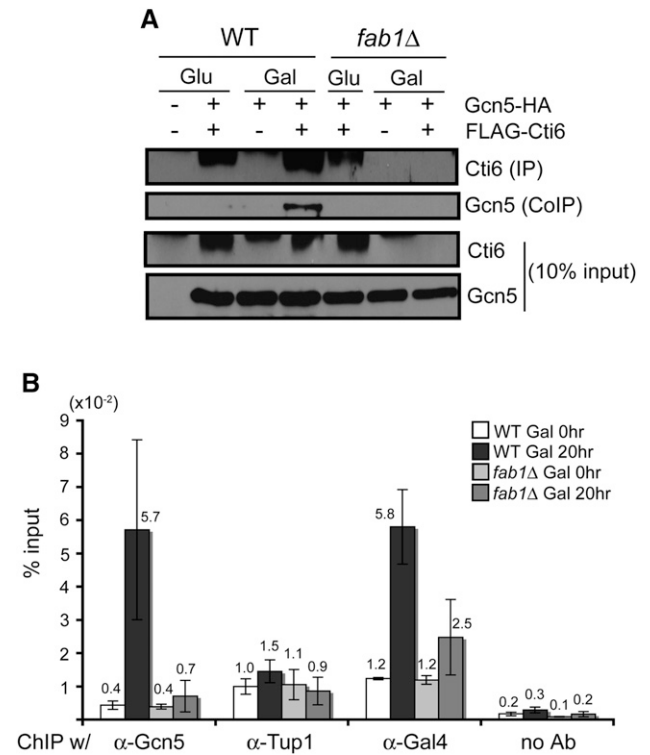 A
WT fab1Δ
Glu Gal Glu Gal
- + + + + + + Gcn5-HA
- + - + + - + FLAG-Cti6
Cti6 (IP)
Gcn5 (CoIP)
Cti6
(10% input)
Gcn5
B
(x10-2)
9
8
7
6
5
4
3
2
1
% input
WT Gal 0hr
WT Gal 20hr
fab1Δ Gal 0hr
fab1Δ Gal 20hr
0.4 5.7 0.4 0.7
1.0 1.5 1.1 0.9
1.2 5.8 1.2 2.5
0.2 0.3 0.1 0.2
ChIP w/ α-Gcn5 α-Tup1 α-Gal4 no Ab